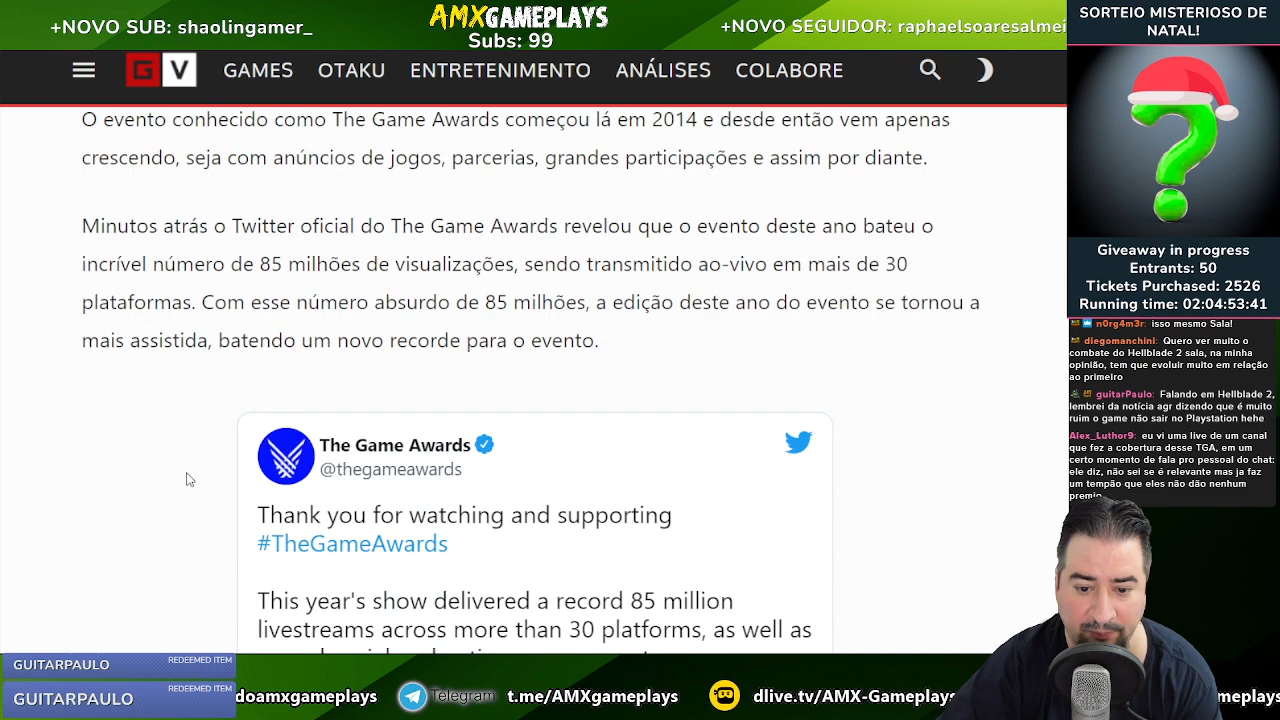 +NOVO SUB: shaolingamer_
AMXGAMEPLAYS
Subs: 99
+NOVO SEGUIDOR: raphaelsoaresalmei
SORTEIO MISTERIOSO DE
NATAL!
G V GAMES OTAKU ENTRETENIMENTO ANÁLISES COLABORE
O evento conhecido como The Game Awards começou lá em 2014 e desde então vem apenas
crescendo, seja com anúncios de jogos, parcerias, grandes participações e assim por diante.
Minutos atrás o Twitter oficial do The Game Awards revelou que o evento deste ano bateu o
incrível número de 85 milhões de visualizações, sendo transmitido ao-vivo em mais de 30
plataformas. Com esse número absurdo de 85 milhões, a edição deste ano do evento se tornou a
mais assistida, batendo um novo recorde para o evento.
The Game Awards
@thegameawards
Thank you for watching and supporting
#TheGameAwards
This year's show delivered a record 85 million
livestreams across more than 30 platforms, as well as
Giveaway in progress
Entrants: 50
Tickets Purchased: 2526
Running time: 02:04:53:41
n0rg4m3r: isso mesmo Sala!
diegomanchini: Quero ver muito o
combate do Hellblade 2 sala, na minha
opinião, tem que evoluir muito em relação
ao primeiro
guitarPaulo: Falando em Hellblade 2,
lembrei da notícia agr dizendo que é muito
ruim o game não sair no Playstation hehe
Alex_Luthor9: eu vi uma live de um canal
que fez a cobertura desse TGA, em um
certo momento de fala pro pessoal do chat:
ele diz, não sei se é relevante mas ja faz
um tempão que eles não dão nenhum
premio
GUITARPAULO REDEEMED ITEM
GUITARPAULO REDEEMED ITEM
doamxgameplays Telegram t.me/AMXgameplays dlive.tv/AMX-Gameplays meplays